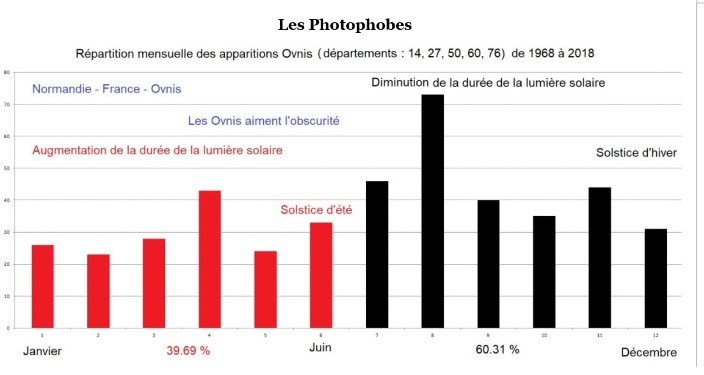 Les Photophobes
Répartition mensuelle des apparitions Ovnis (départements : 14, 27, 50, 60, 76) de 1968 à 2018
80
Normandie - France - Ovnis
Diminution de la durée de la lumière solaire
70
Les Ovnis aiment l'obscurité
60
Augmentation de la durée de la lumière solaire
Solstice d'hiver
50
40
Solstice d'été
30
20
10
0
1 2 3 4 5 6 7 8 9 10 11 12
Janvier 39.69 % Juin 60.31 % Décembre